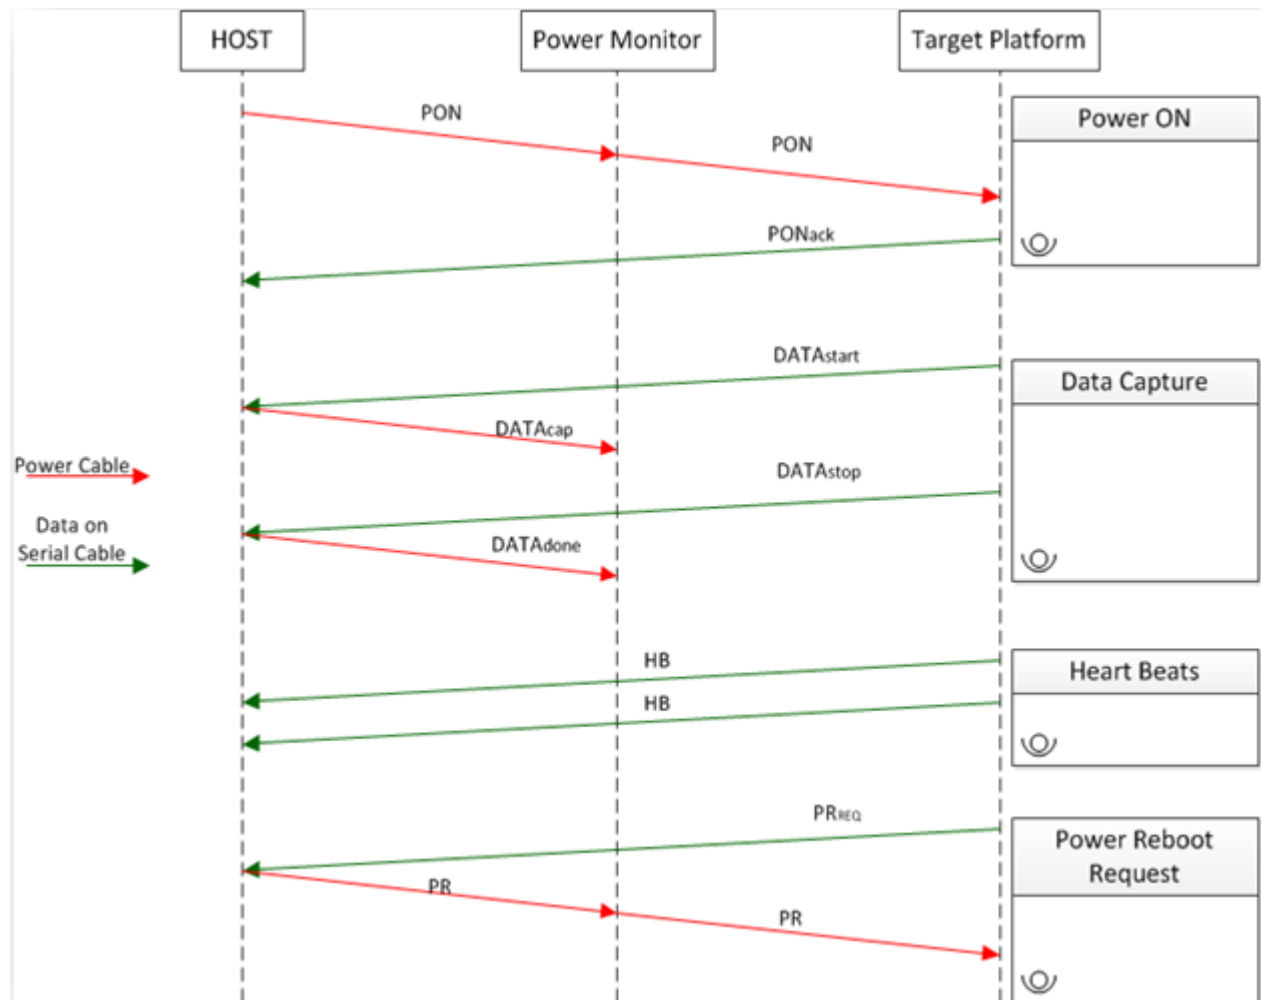 HOST
Power Monitor
Target Platform
PON
Power ON
PON
PONack
DATAstart
Data Capture
DATAcap
Power Cable
DATAstop
Data on
Serial Cable
DATAdone
HB
Heart Beats
HB
PRREQ
Power Reboot
Request
PR
PR